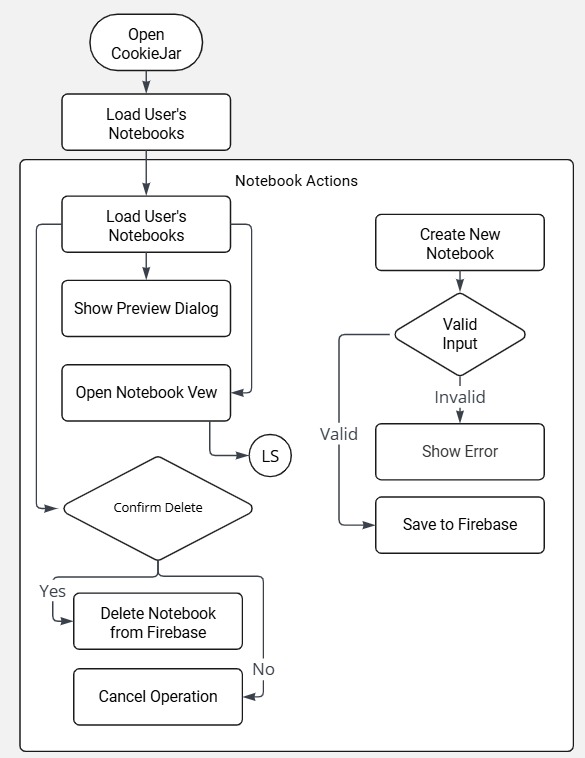 Open
CookieJar
Load User's
Notebooks
Notebook Actions
Load User's
Notebooks
Show Preview Dialog
Open Notebook Vew
LS
Confirm Delete
Yes
Delete Notebook
from Firebase
No
Cancel Operation
Create New
Notebook
Valid
Input
Invalid
Valid
Show Error
Save to Firebase